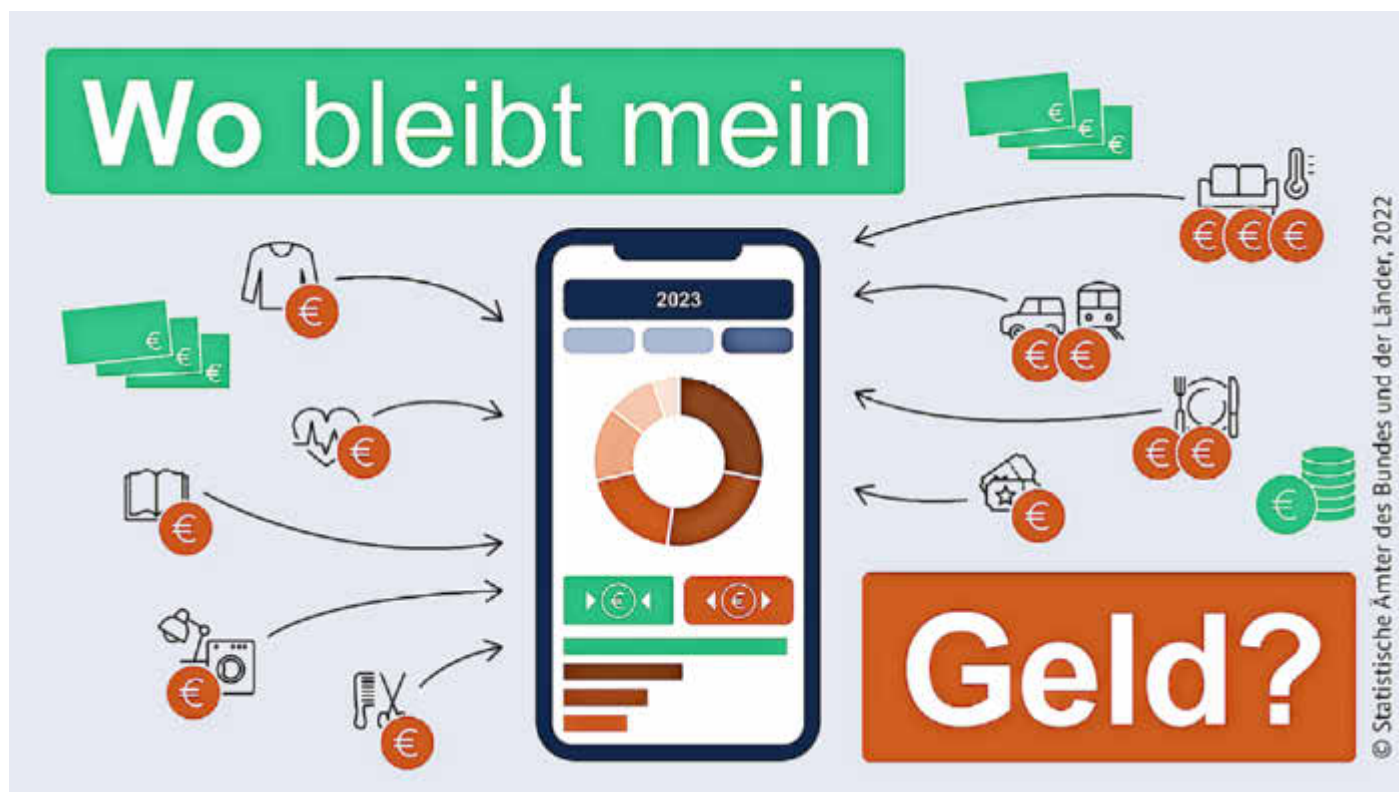 Wo bleibt mein
2023
Geld?
© Statistische Ämter des Bundes und der Länder, 2022